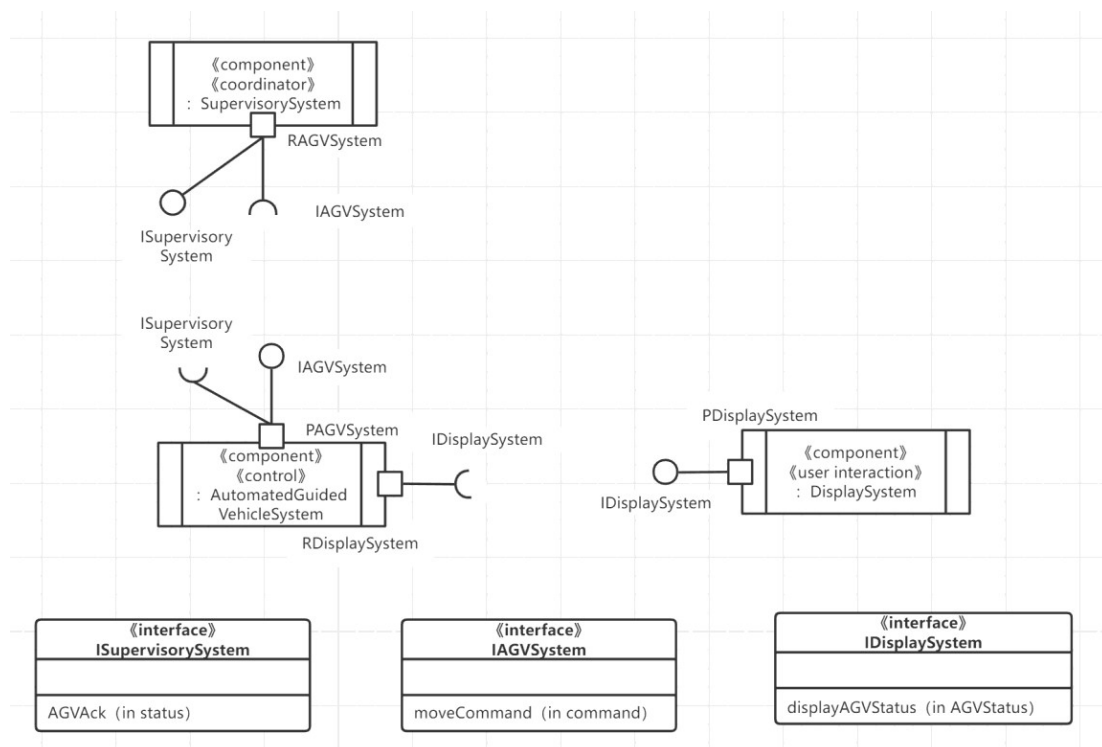 《component》
《coordinator》
: SupervisorySystem
RAGVSystem
IAGVSystem
ISupervisory
System
ISupervisory
System
IAGVSystem
PAGVSystem
《component》
《control》
: AutomatedGuided
VehicleSystem
IDisplaySystem
RDisplaySystem
PDisplaySystem
IDisplaySystem
《component》
《user interaction》
: DisplaySystem
《interface》
ISupervisorySystem
AGVAck（in status）
《interface》
IAGVSystem
moveCommand（in command）
《interface》
IDisplaySystem
displayAGVStatus（in AGVStatus）